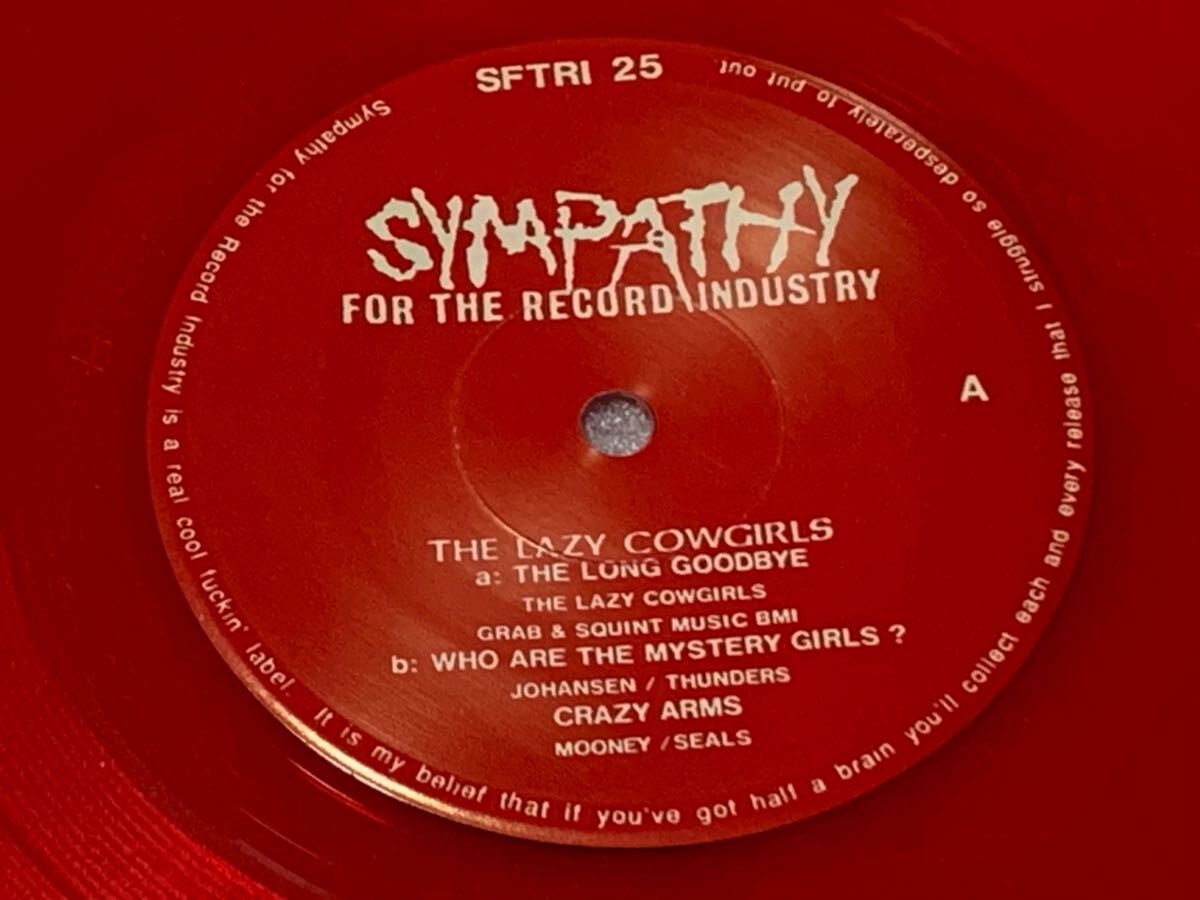 SFTRI 25
SYMPATHY
FOR THE RECORD INDUSTRY
A
THE LAZY COWGIRLS
a: THE LONG GOODBYE
THE LAZY COWGIRLS
GRAB & SQUINT MUSIC BMI
b: WHO ARE THE MYSTERY GIRLS ?
JOHANSEN / THUNDERS
CRAZY ARMS
MOONEY / SEALS
Sympathy for the Record Industry is a real cool fuckin' label. It is my belief that if you've got half a brain you'll collect each and every release that I struggle so desperately to put out!